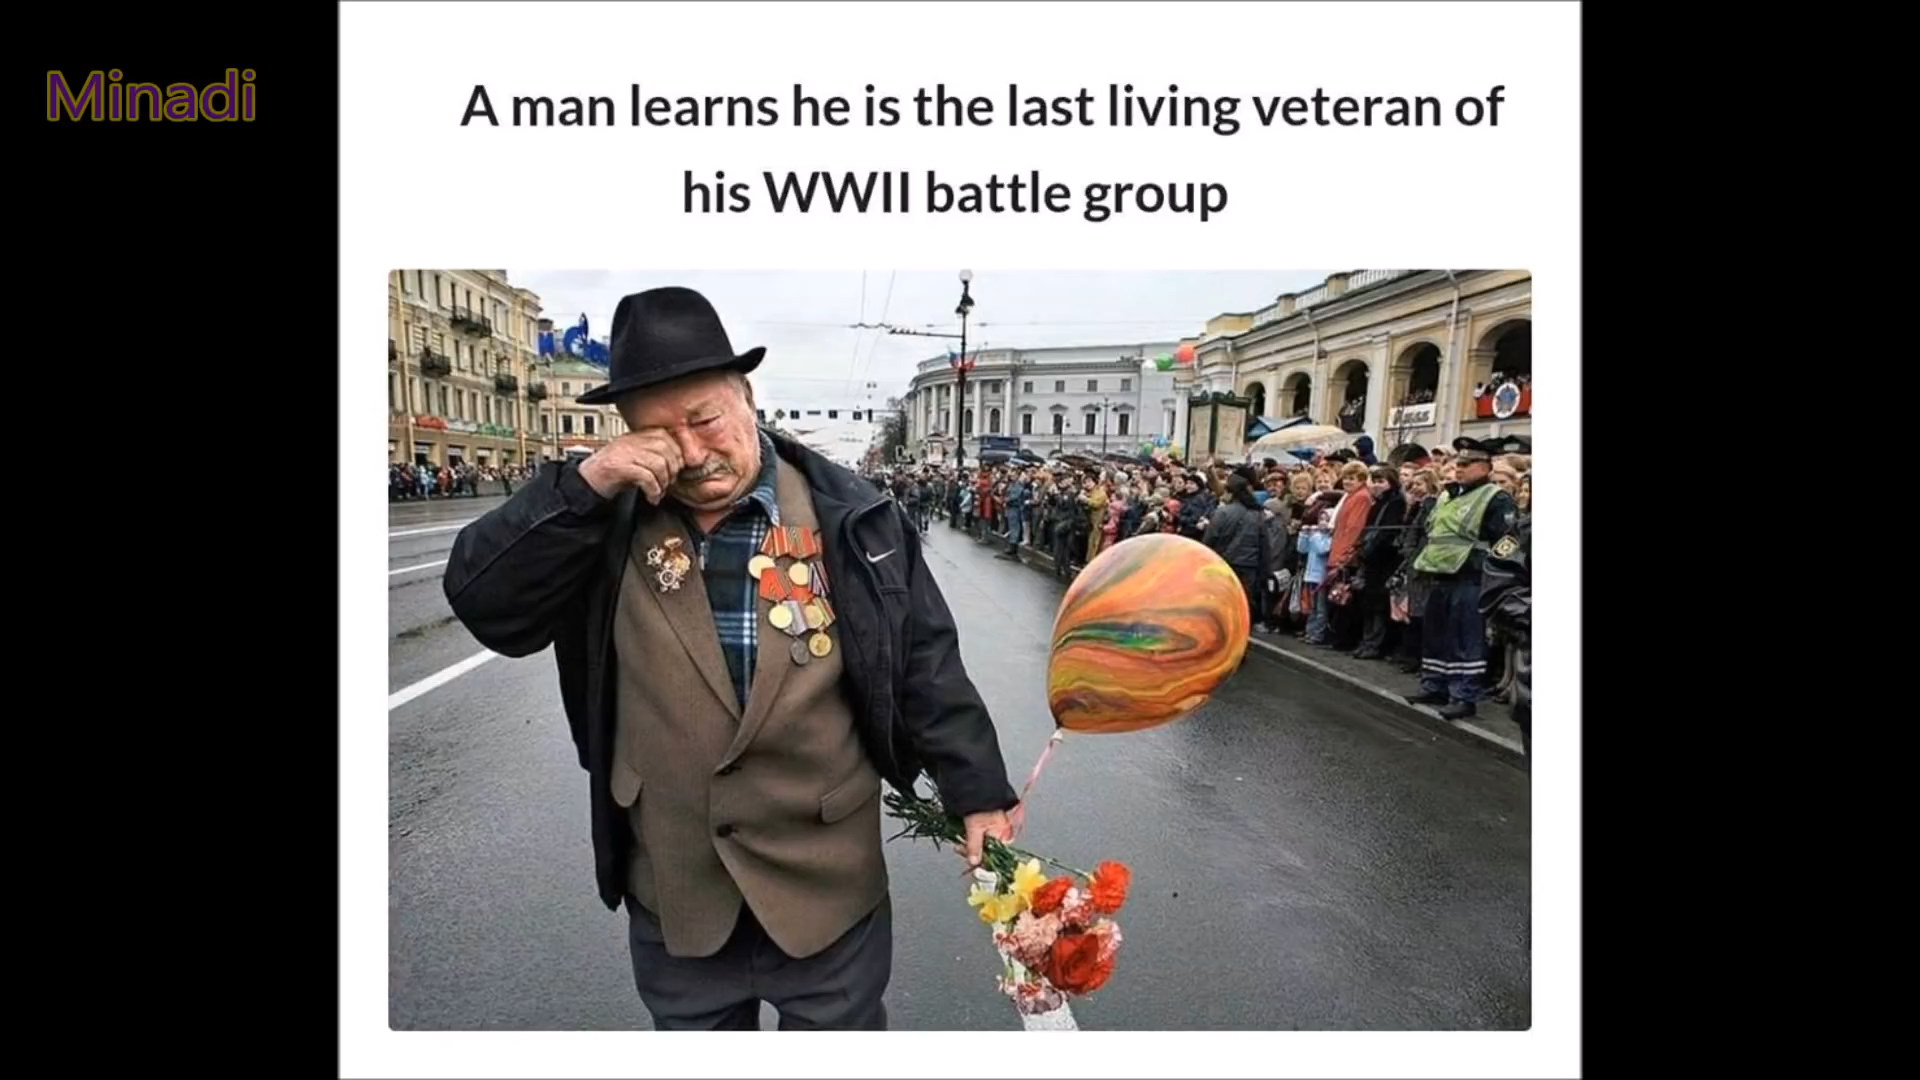 Minadi
A man learns he is the last living veteran of
his WWII battle group